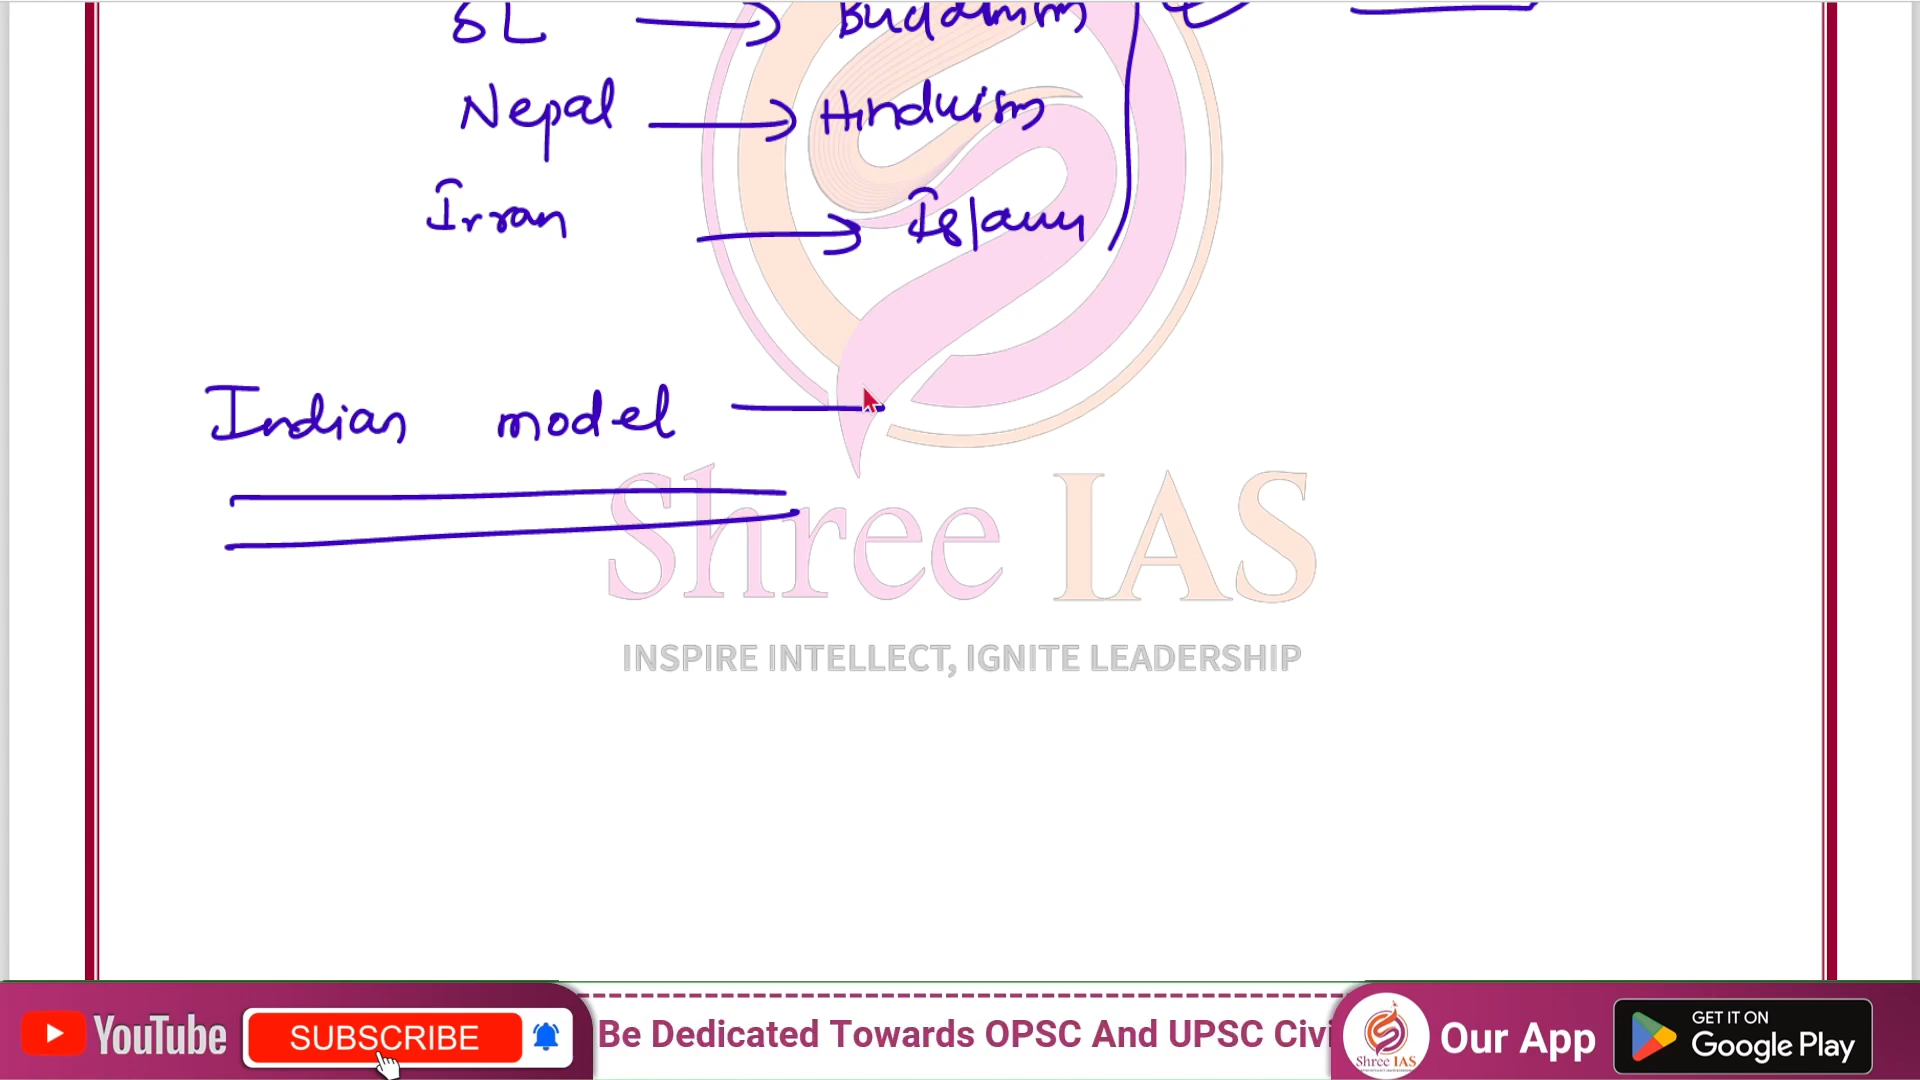 SL → Buddhism
Nepal → Hinduism
Irran → Islam
Indian model —
Shree IAS
INSPIRE INTELLECT, IGNITE LEADERSHIP
YouTube SUBSCRIBE Be Dedicated Towards OPSC And UPSC Civi Shree IAS Our App GET IT ON Google Play